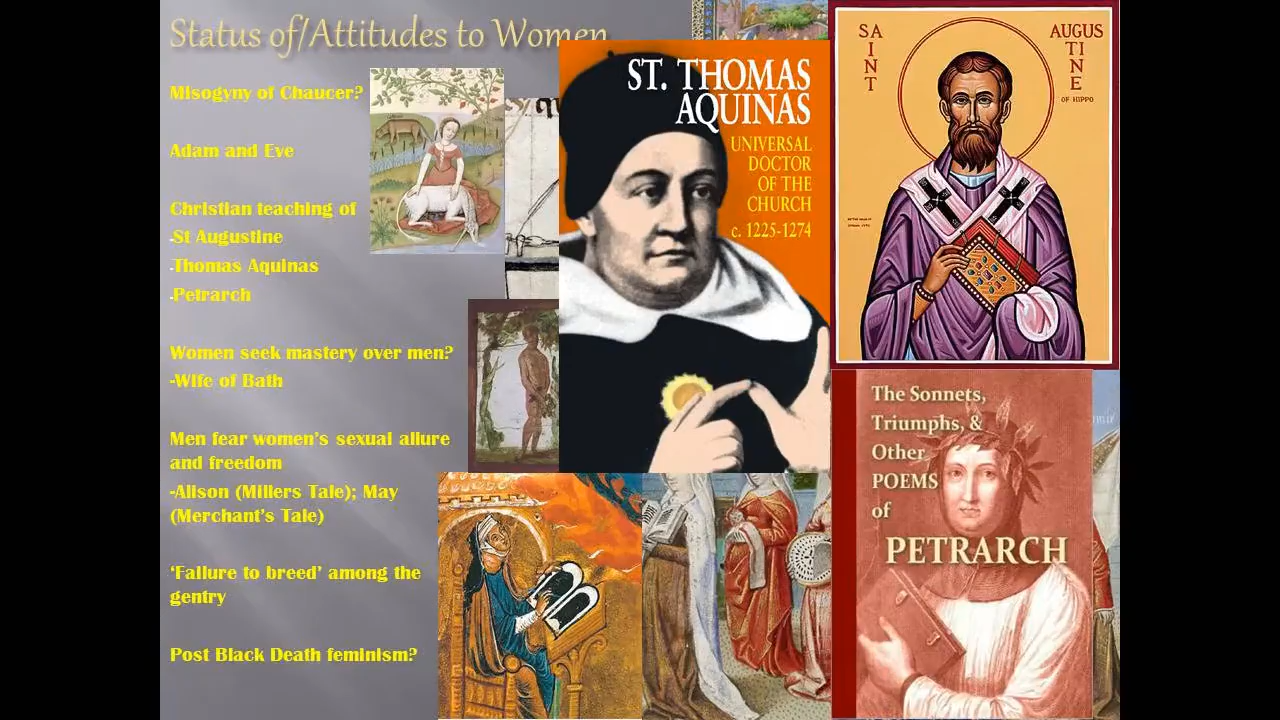 Status of/Attitudes to Women
Misogyny of Chaucer?
Adam and Eve
Christian teaching of
-St Augustine
-Thomas Aquinas
-Petrarch
Women seek mastery over men?
-Wife of Bath
Men fear women's sexual allure
and freedom
-Alison (Millers Tale); May
(Merchant's Tale)
'Failure to breed' among the
gentry
Post Black Death feminism?
ST. THOMAS
AQUINAS
UNIVERSAL
DOCTOR
OF THE
CHURCH
c. 1225-1274
SAINT
AUGUSTINE
OF HIPPO
The Sonnets,
Triumphs, &
Other
POEMS
of
PETRARCH